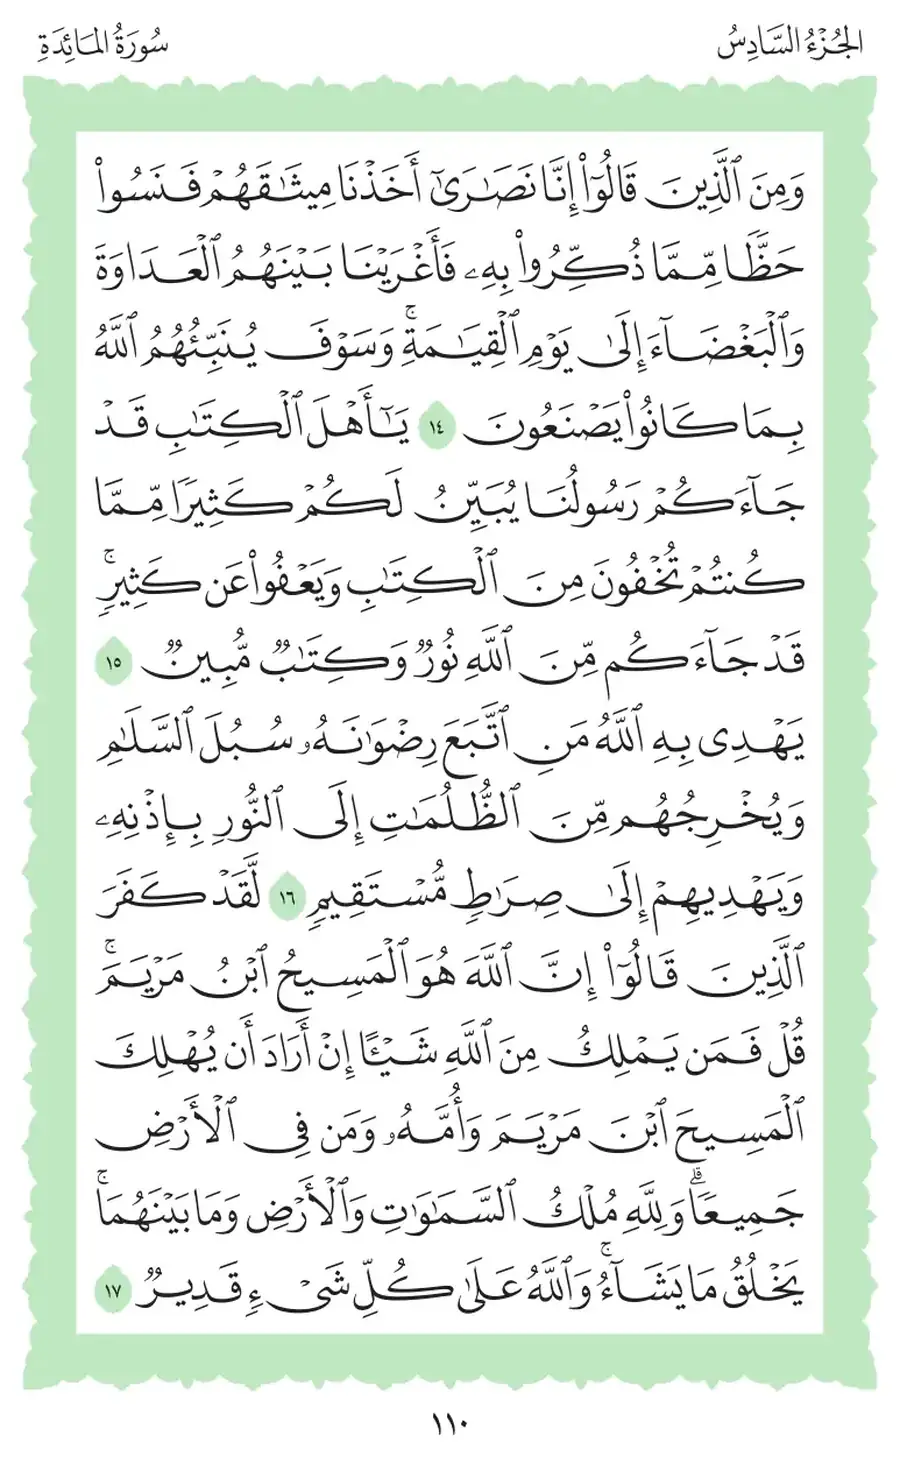 الجُزْءُ السَّادِسُ
سُورَةُ المَائِدَةِ
وَمِنَ ٱلَّذِينَ قَالُوٓاْ إِنَّا نَصَٰرَىٰٓ أَخَذۡنَا مِيثَٰقَهُمۡ فَنَسُواْ
حَظّٗا مِّمَّا ذُكِّرُواْ بِهِۦ فَأَغۡرَيۡنَا بَيۡنَهُمُ ٱلۡعَدَاوَةَ
وَٱلۡبَغۡضَآءَ إِلَىٰ يَوۡمِ ٱلۡقِيَٰمَةِۚ وَسَوۡفَ يُنَبِّئُهُمُ ٱللَّهُ
بِمَا كَانُواْ يَصۡنَعُونَ ١٤ يَٰٓأَهۡلَ ٱلۡكِتَٰبِ قَدۡ
جَآءَكُمۡ رَسُولُنَا يُبَيِّنُ لَكُمۡ كَثِيرٗا مِّمَّا
كُنتُمۡ تُخۡفُونَ مِنَ ٱلۡكِتَٰبِ وَيَعۡفُواْ عَن كَثِيرٖۚ
قَدۡ جَآءَكُم مِّنَ ٱللَّهِ نُورٞ وَكِتَٰبٞ مُّبِينٞ ١٥
يَهۡدِي بِهِ ٱللَّهُ مَنِ ٱتَّبَعَ رِضۡوَٰنَهُۥ سُبُلَ ٱلسَّلَٰمِ
وَيُخۡرِجُهُم مِّنَ ٱلظُّلُمَٰتِ إِلَى ٱلنُّورِ بِإِذۡنِهِۦ
وَيَهۡدِيهِمۡ إِلَىٰ صِرَٰطٖ مُّسۡتَقِيمٖ ١٦ لَّقَدۡ كَفَرَ
ٱلَّذِينَ قَالُوٓاْ إِنَّ ٱللَّهَ هُوَ ٱلۡمَسِيحُ ٱبۡنُ مَرۡيَمَۚ
قُلۡ فَمَن يَمۡلِكُ مِنَ ٱللَّهِ شَيۡـًٔا إِنۡ أَرَادَ أَن يُهۡلِكَ
ٱلۡمَسِيحَ ٱبۡنَ مَرۡيَمَ وَأُمَّهُۥ وَمَن فِي ٱلۡأَرۡضِ
جَمِيعٗاۗ وَلِلَّهِ مُلۡكُ ٱلسَّمَٰوَٰتِ وَٱلۡأَرۡضِ وَمَا بَيۡنَهُمَاۚ
يَخۡلُقُ مَا يَشَآءُۚ وَٱللَّهُ عَلَىٰ كُلِّ شَيۡءٖ قَدِيرٞ ١٧
١١٠